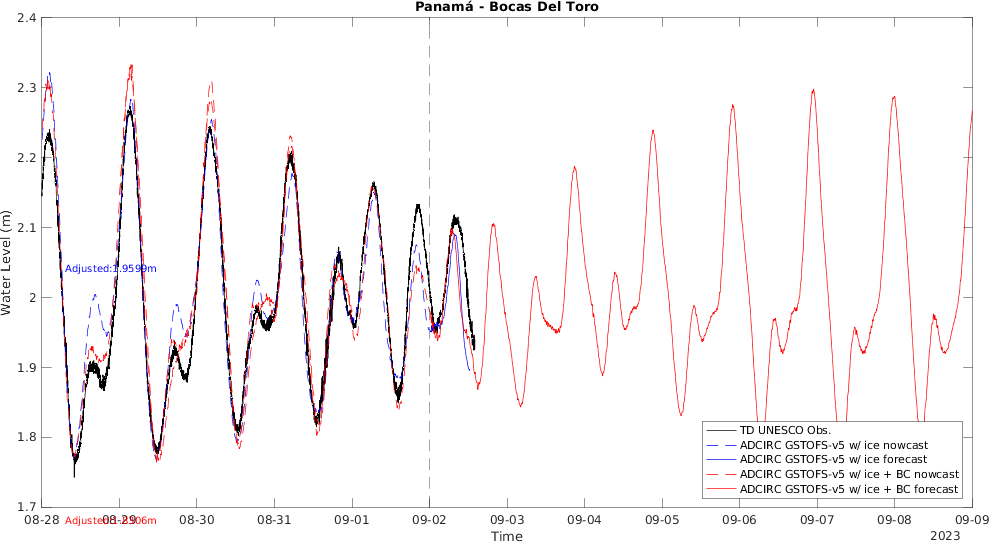 Panamá - Bocas Del Toro
2.4
2.3
2.2
2.1
2
1.9
1.8
1.7
Water Level (m)
Adjusted:1.9599m
TD UNESCO Obs.
ADCIRC GSTOFS-v5 w/ ice nowcast
ADCIRC GSTOFS-v5 w/ ice forecast
ADCIRC GSTOFS-v5 w/ ice + BC nowcast
ADCIRC GSTOFS-v5 w/ ice + BC forecast
08-28 08-29 08-30 08-31 09-01 09-02 09-03 09-04 09-05 09-06 09-07 09-08 09-09
Time
2023